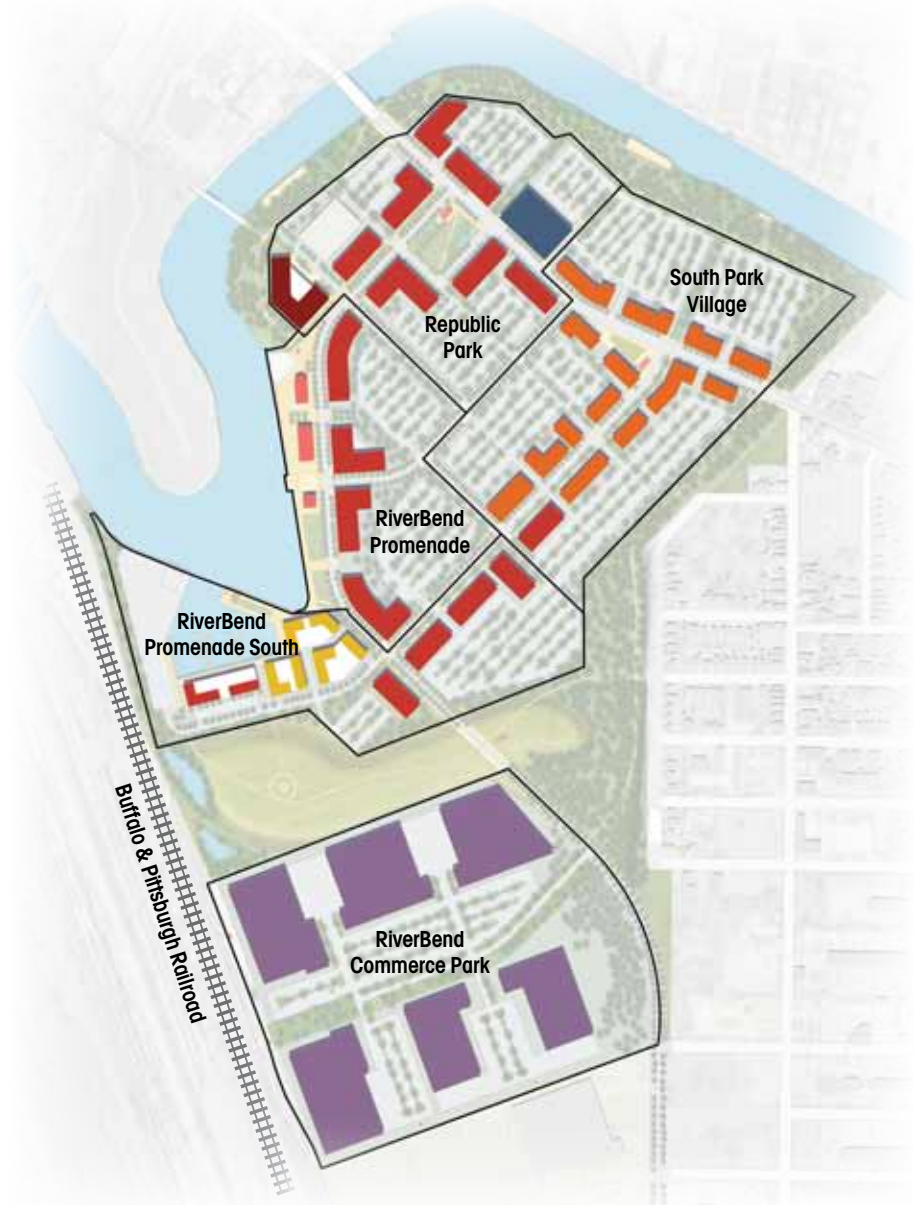 South Park
Village
Republic
Park
RiverBend
Promenade
RiverBend
Promenade South
Buffalo & Pittsburgh Railroad
RiverBend
Commerce Park